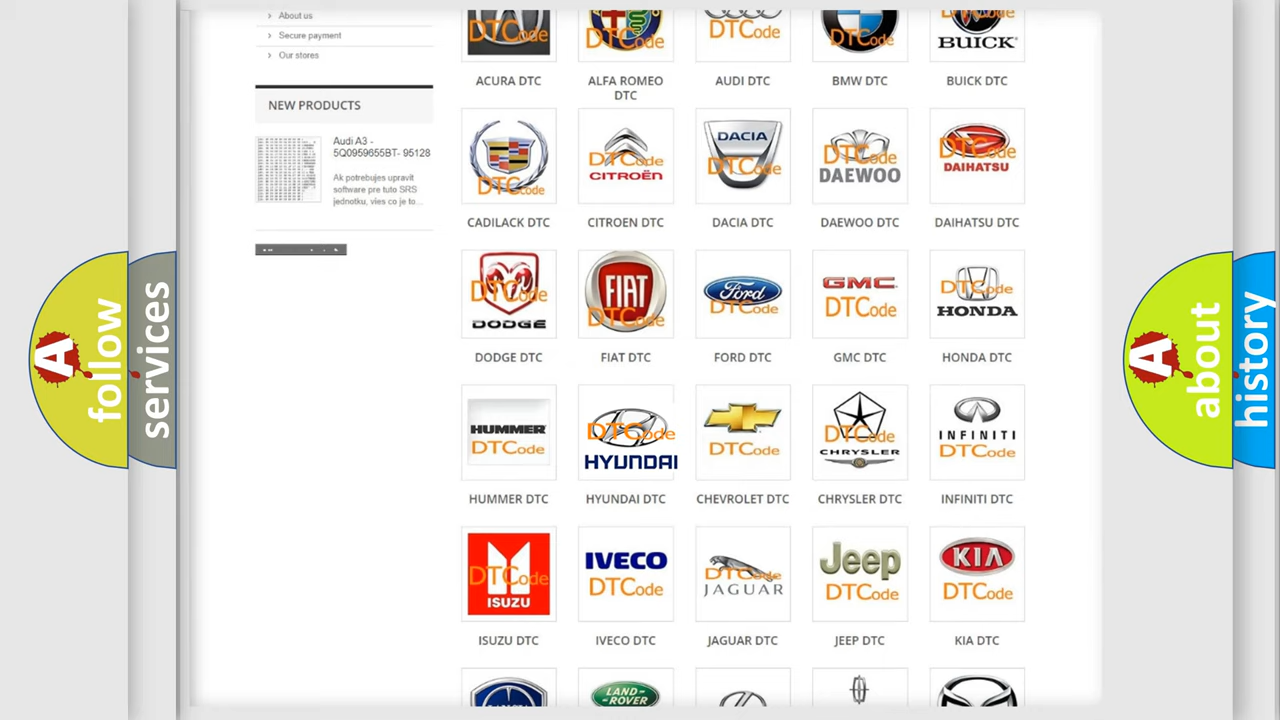 About us
Secure payment
Our stores
NEW PRODUCTS
Audi A3 -
5Q0959655BT- 95128
Ak potrebujes upravit
software pre tuto SRS
jednotku, vies co je to...
DTCode DTCode DTCode DTCode BUICK
ACURA DTC
ALFA ROMEO
DTC
AUDI DTC
BMW DTC
BUICK DTC
DTCode
DTCode
CITROËN
DACIA
DTCode
DTCode
DAEWOO
DTCode
DAIHATSU
CADILACK DTC
CITROEN DTC
DACIA DTC
DAEWOO DTC
DAIHATSU DTC
DTCode
DODGE
FIAT
DTCode
Ford
DTCode
GMC
DTCode
DTCode
HONDA
DODGE DTC
FIAT DTC
FORD DTC
GMC DTC
HONDA DTC
HUMMER
DTCode
DTCode
HYUNDAI
DTCode
DTCode
CHRYSLER
INFINITI
DTCode
HUMMER DTC
HYUNDAI DTC
CHEVROLET DTC
CHRYSLER DTC
INFINITI DTC
DTCode
ISUZU
IVECO
DTCode
DTCode
JAGUAR
Jeep
DTCode
KIA
DTCode
ISUZU DTC
IVECO DTC
JAGUAR DTC
JEEP DTC
KIA DTC
LAND-
ROVER
A
follow
services
A
about
history